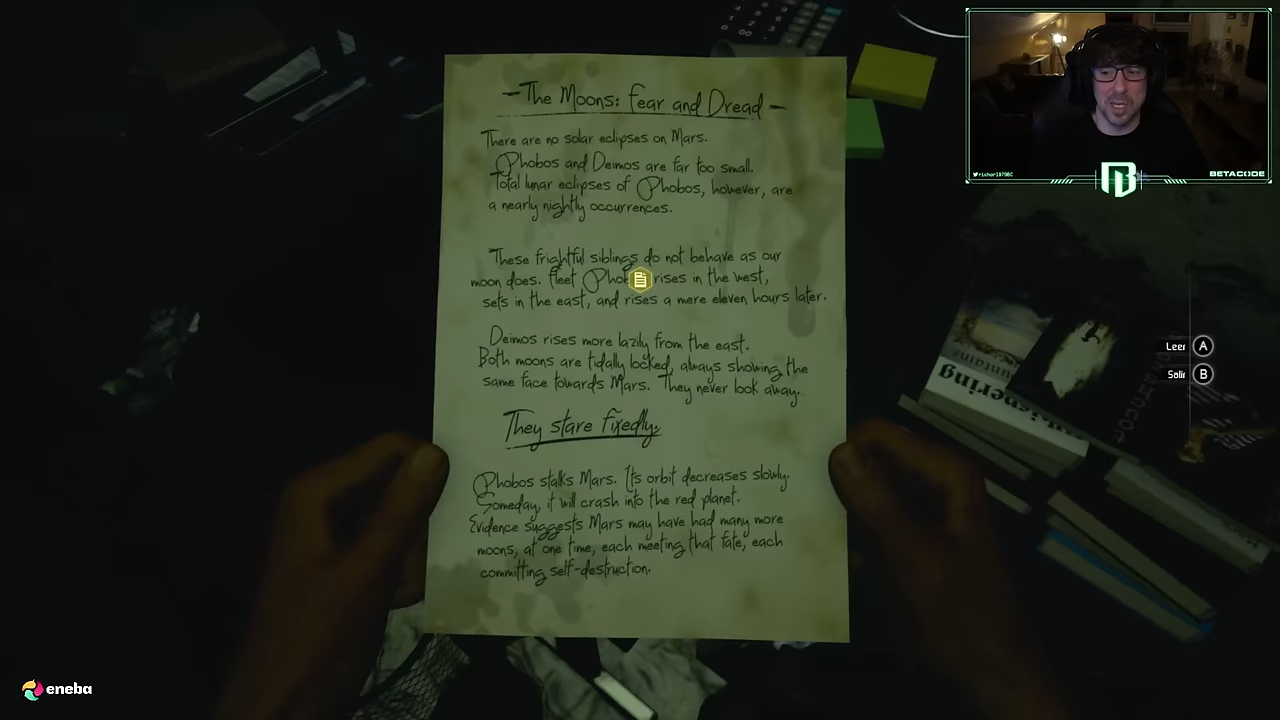 - The Moons: Fear and Dread -
There are no solar eclipses on Mars.
Phobos and Deimos are far too small.
Total lunar eclipses of Phobos, however, are
a nearly nightly occurrences.
These frightful siblings do not behave as our
moon does. Fleet Phob rises in the west,
sets in the east, and rises a mere eleven hours later.
Deimos rises more lazily from the east.
Both moons are tidally locked, always showing the
same face towards Mars. They never look away.
They stare fixedly.
Phobos stalks Mars. Its orbit decreases slowly.
Someday, it will crash into the red planet.
Evidence suggests Mars may have had many more
moons, at one time, each meeting that fate, each
committing self-destruction.
BETACODE
Leer A
Salir B
untains
eneba